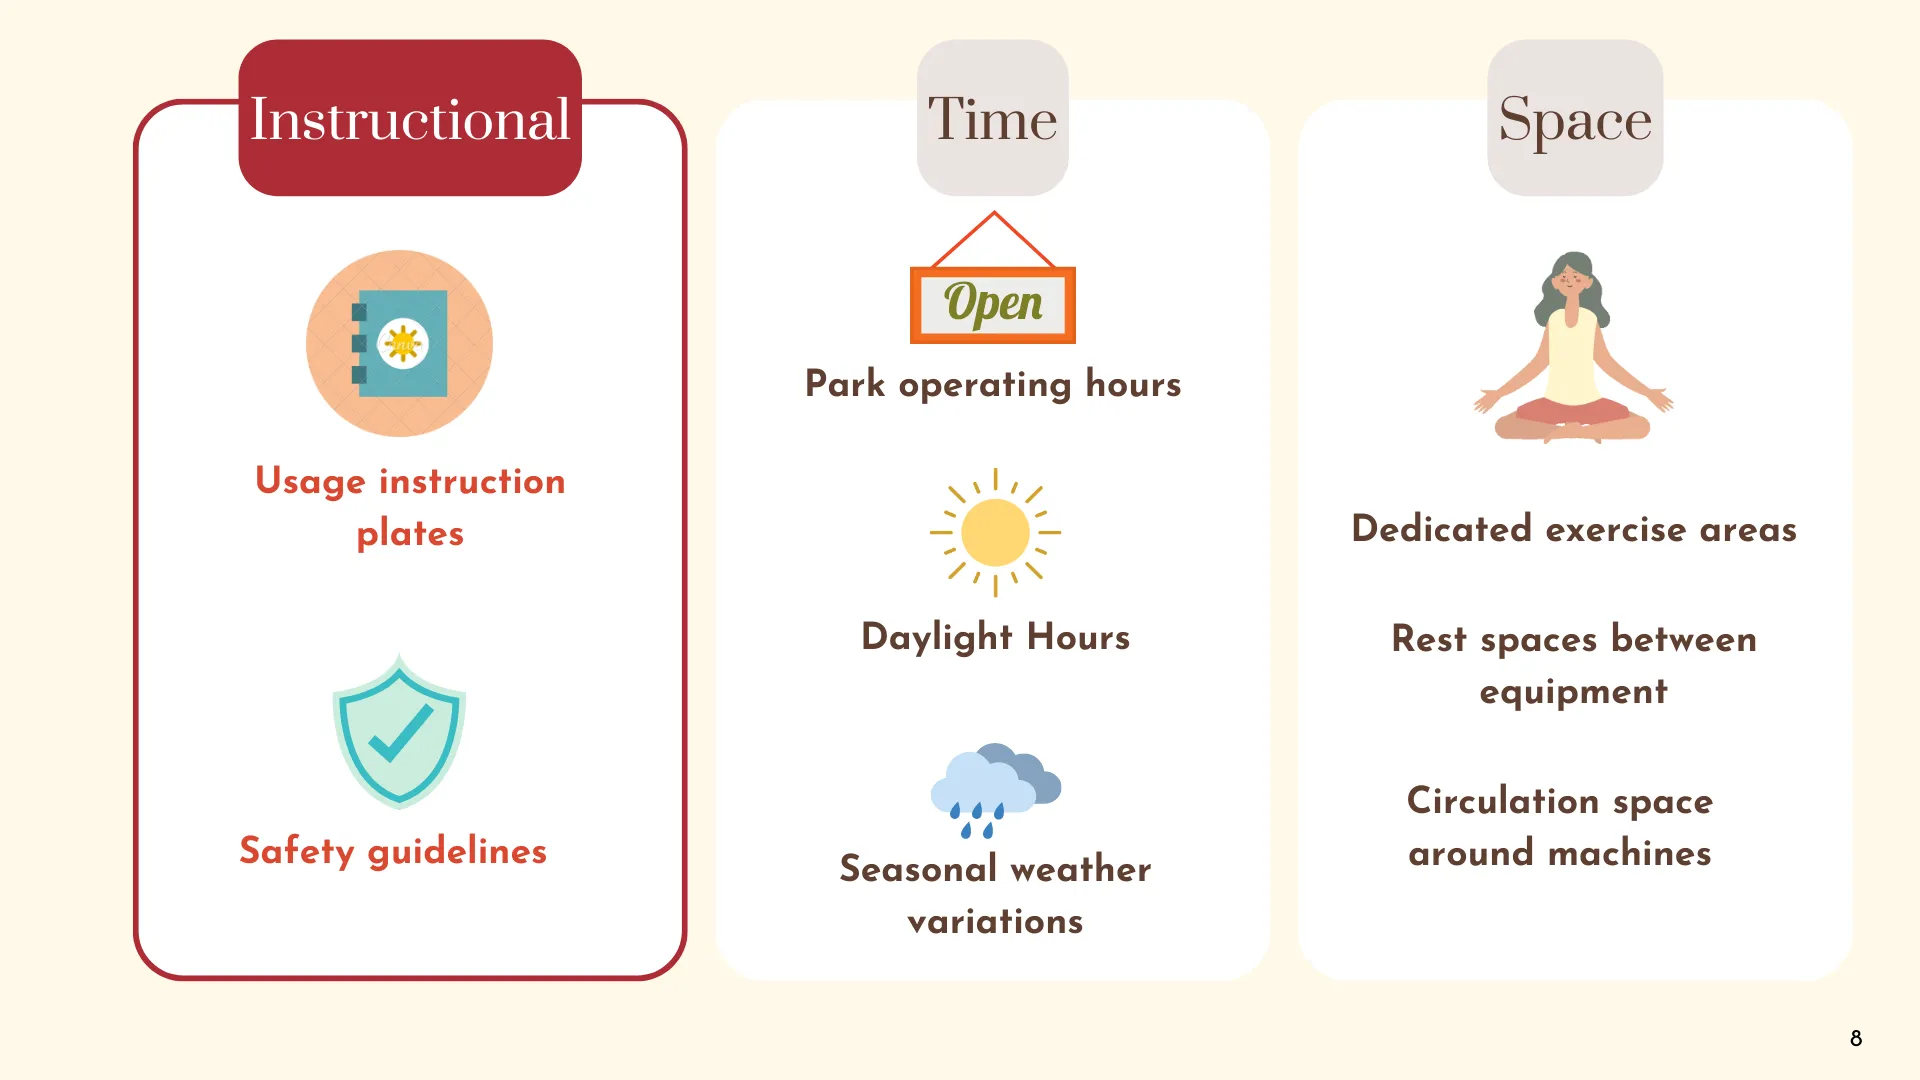 Instructional
Usage instruction
plates
Safety guidelines
Time
Open
Park operating hours
Daylight Hours
Seasonal weather
variations
Space
Dedicated exercise areas
Rest spaces between
equipment
Circulation space
around machines
8